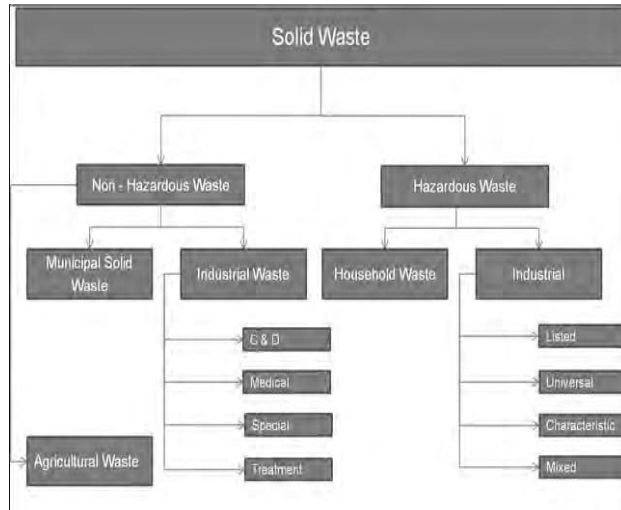 Solid Waste
Non - Hazardous Waste
Hazardous Waste
Municipal Solid
Waste
Industrial Waste
Household Waste
Industrial
C & D
Medical
Special
Treatment
Listed
Universal
Characteristic
Mixed
Agricultural Waste